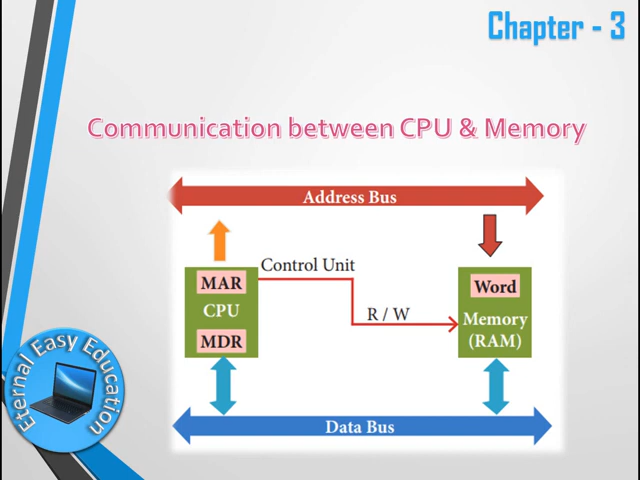 Chapter - 3
Communication between CPU & Memory
Address Bus
Control Unit
MAR
CPU
MDR
R / W
Word
Memory
(RAM)
Data Bus
Eternal Easy Education